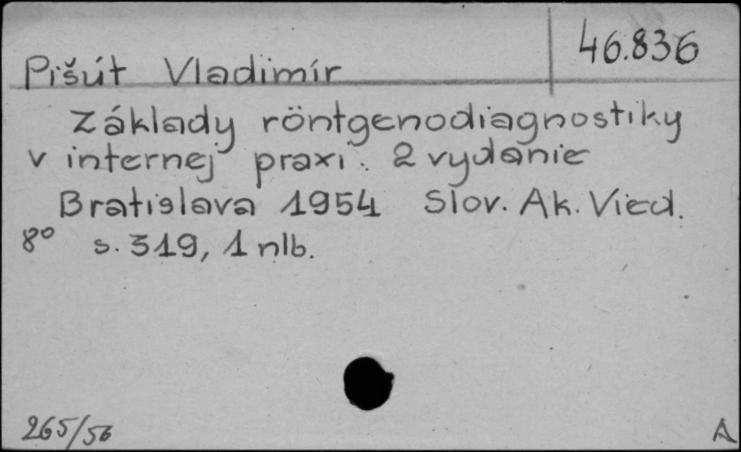 46.836
Pišút Vladimír
Základy röntgenodiagnostiky
v internej praxi. 2 vydanie
Bratislava 1954 Slov. Ak. Vied.
8° s. 319, 1 nlb.
265/56
A